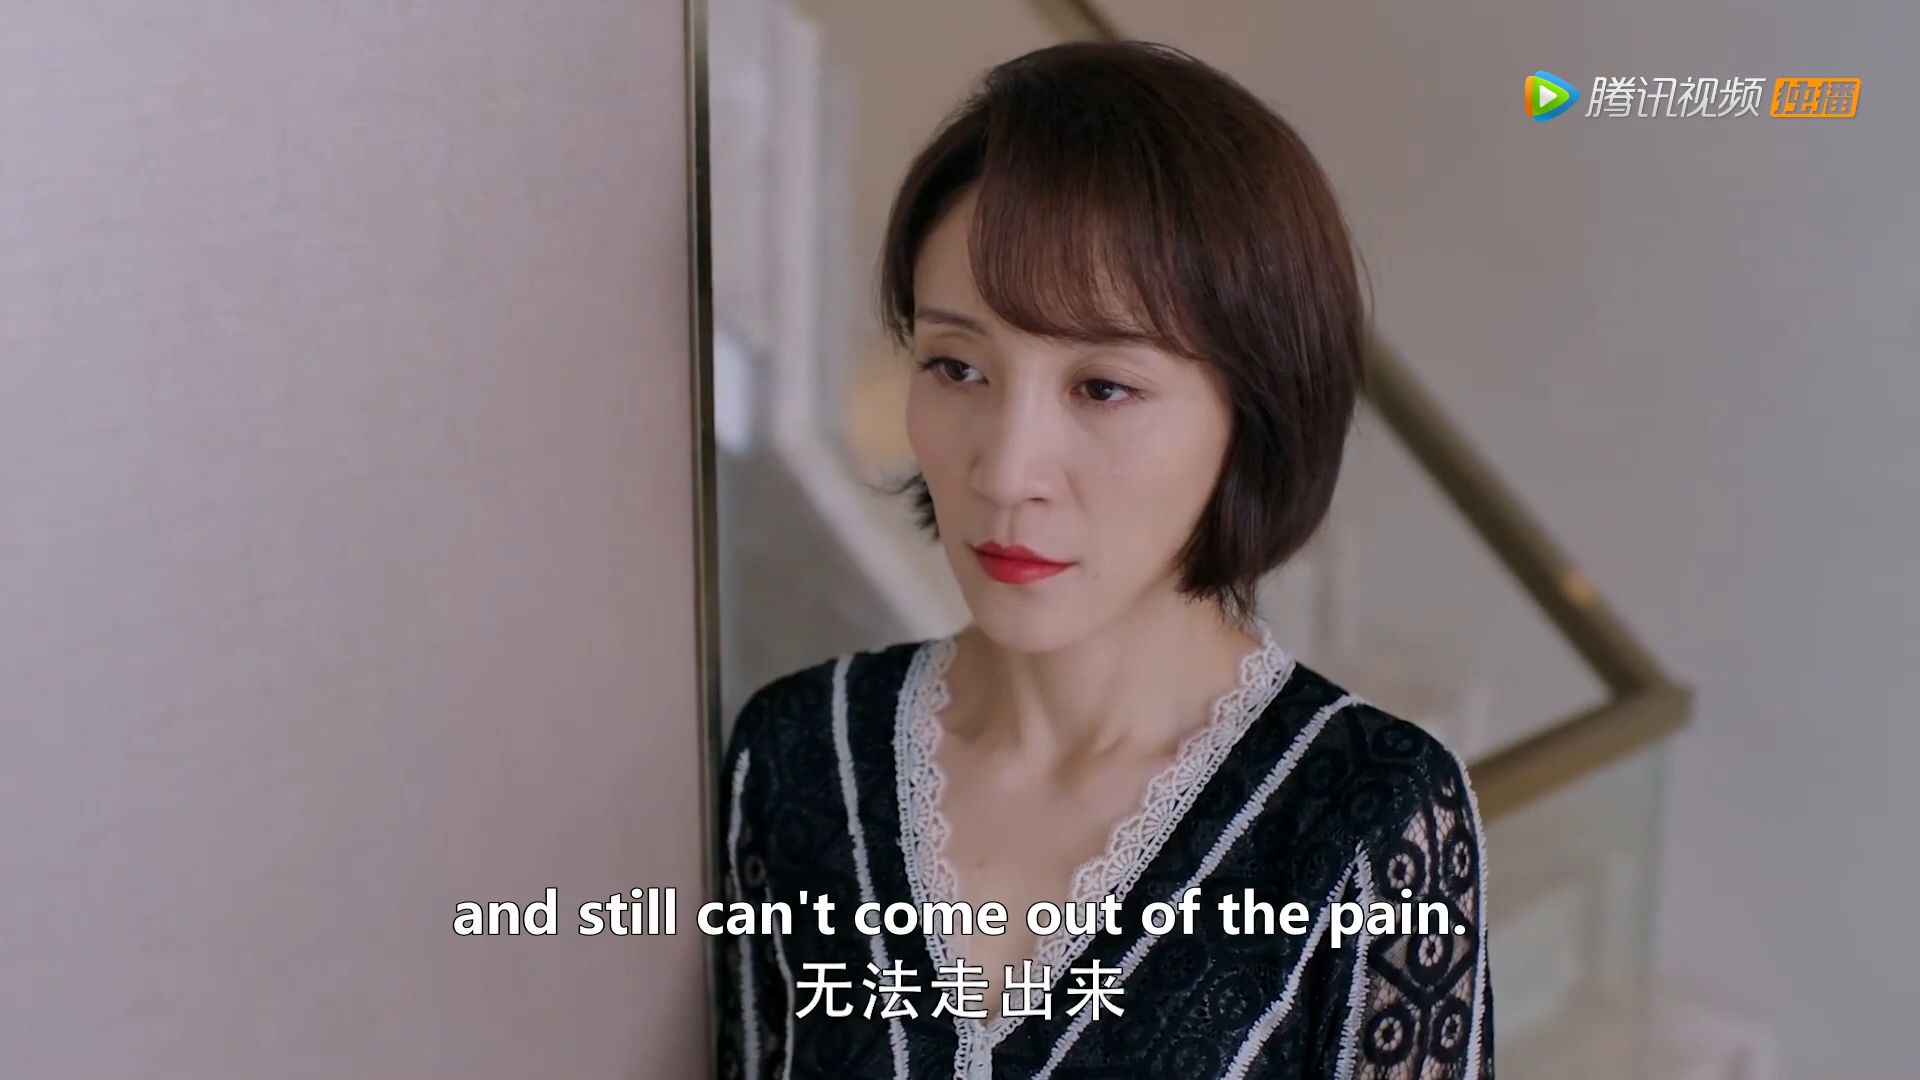 腾讯视频 独播
and still can't come out of the pain.
无法走出来